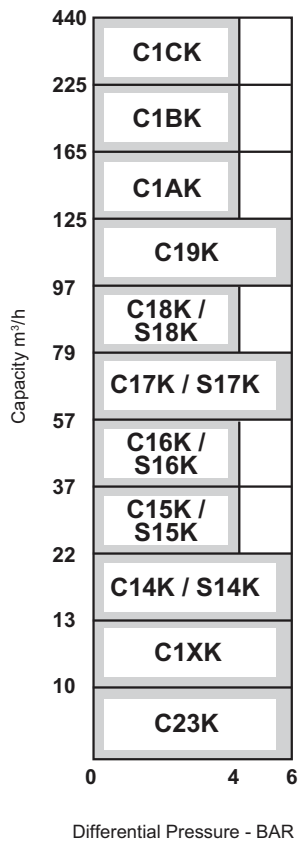 440
C1CK
225
C1BK
165
C1AK
125
C19K
97
C18K /
S18K
79
C17K / S17K
57
C16K /
S16K
37
C15K /
S15K
22
C14K / S14K
13
C1XK
10
C23K
0 4 6
Capacity m³/h
Differential Pressure - BAR